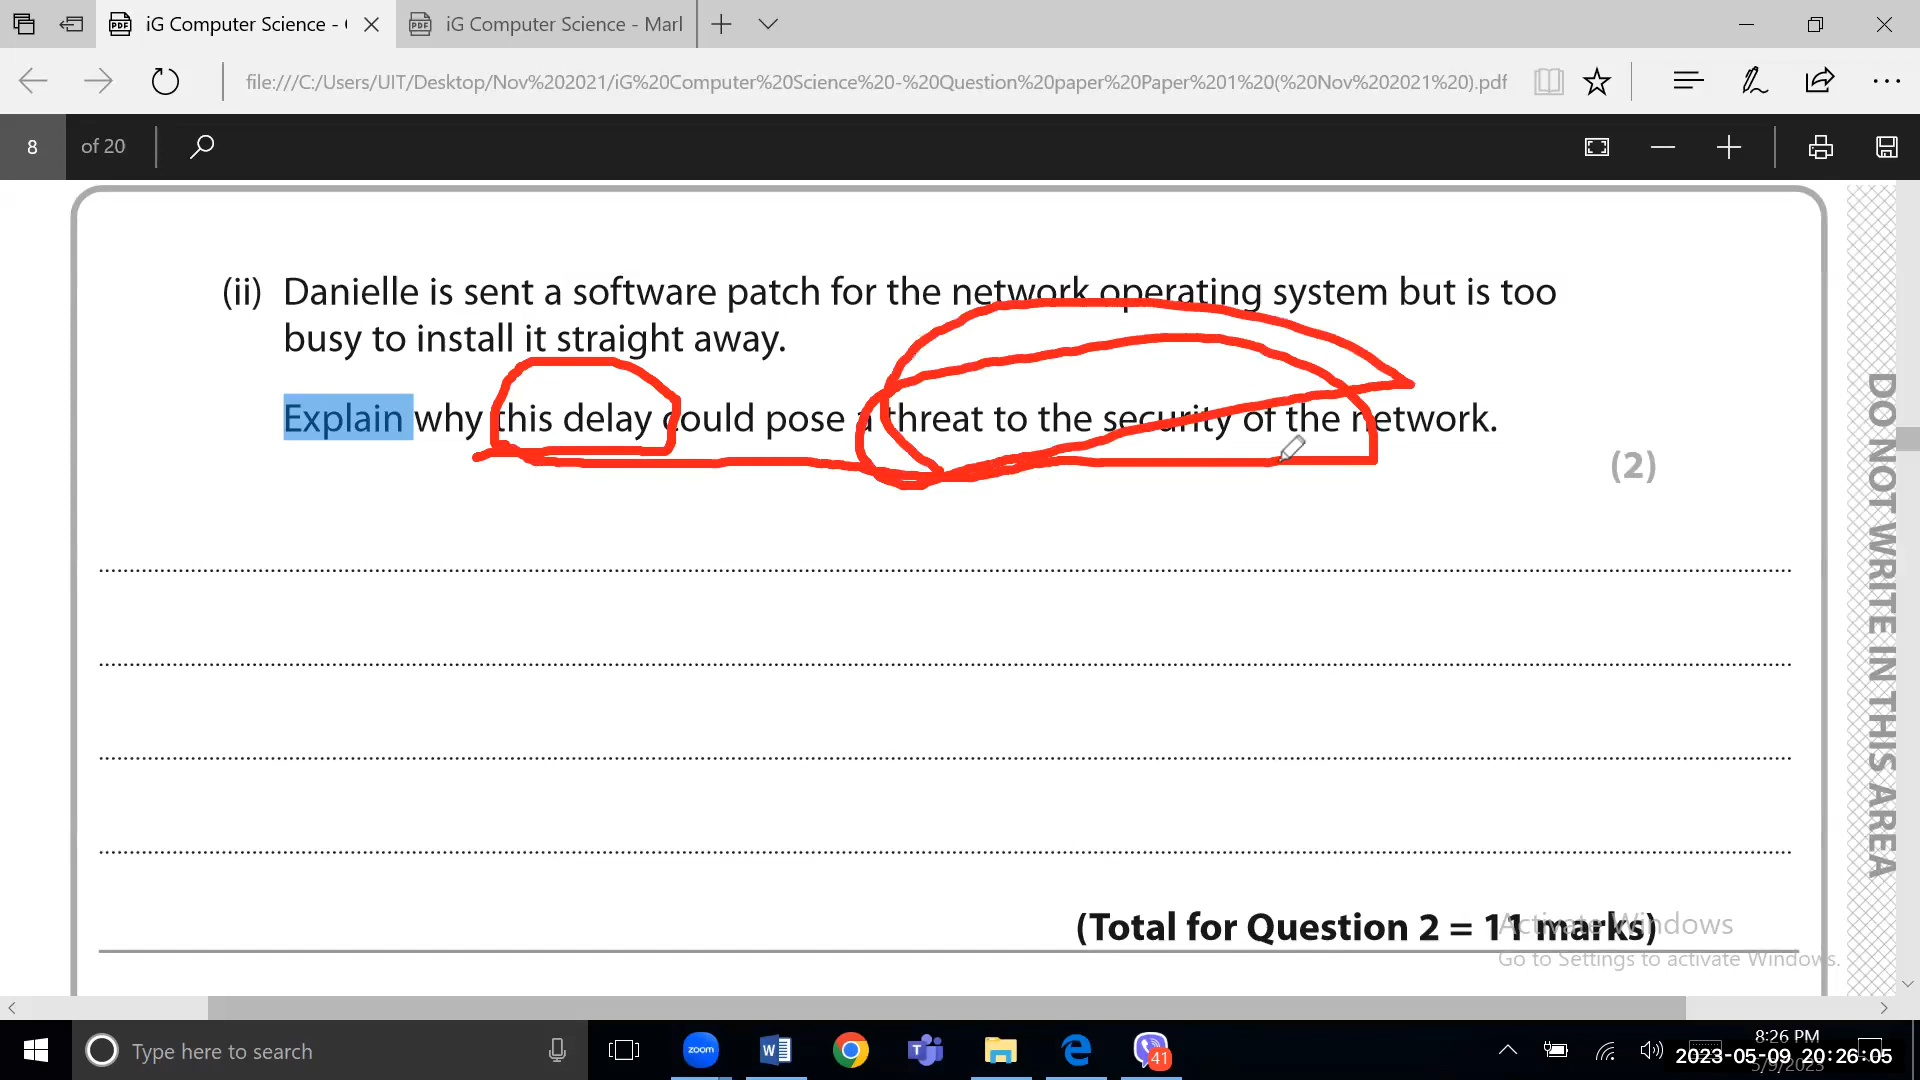 iG Computer Science - (
iG Computer Science - Marl
file:///C:/Users/UIT/Desktop/Nov%202021/iG%20Computer%20Science%20-%20Question%20paper%20Paper%201%20(%20Nov%202021%20).pdf
8 of 20
(ii) Danielle is sent a software patch for the network operating system but is too
busy to install it straight away.
Explain why this delay could pose a threat to the security of the network.
(2)
DO NOT WRITE IN THIS AREA
(Total for Question 2 = 11 marks)
Activate Windows
Go to Settings to activate Windows.
Type here to search
zoom
41
8:26 PM
5/9/2023
2023-05-09 20:26:05